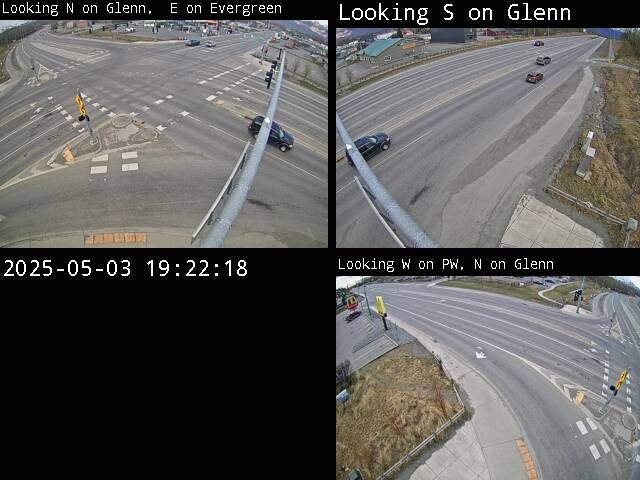 Looking N on Glenn,  E on Evergreen
Looking S on Glenn
2025-05-03 19:22:18
Looking W on PW, N on Glenn